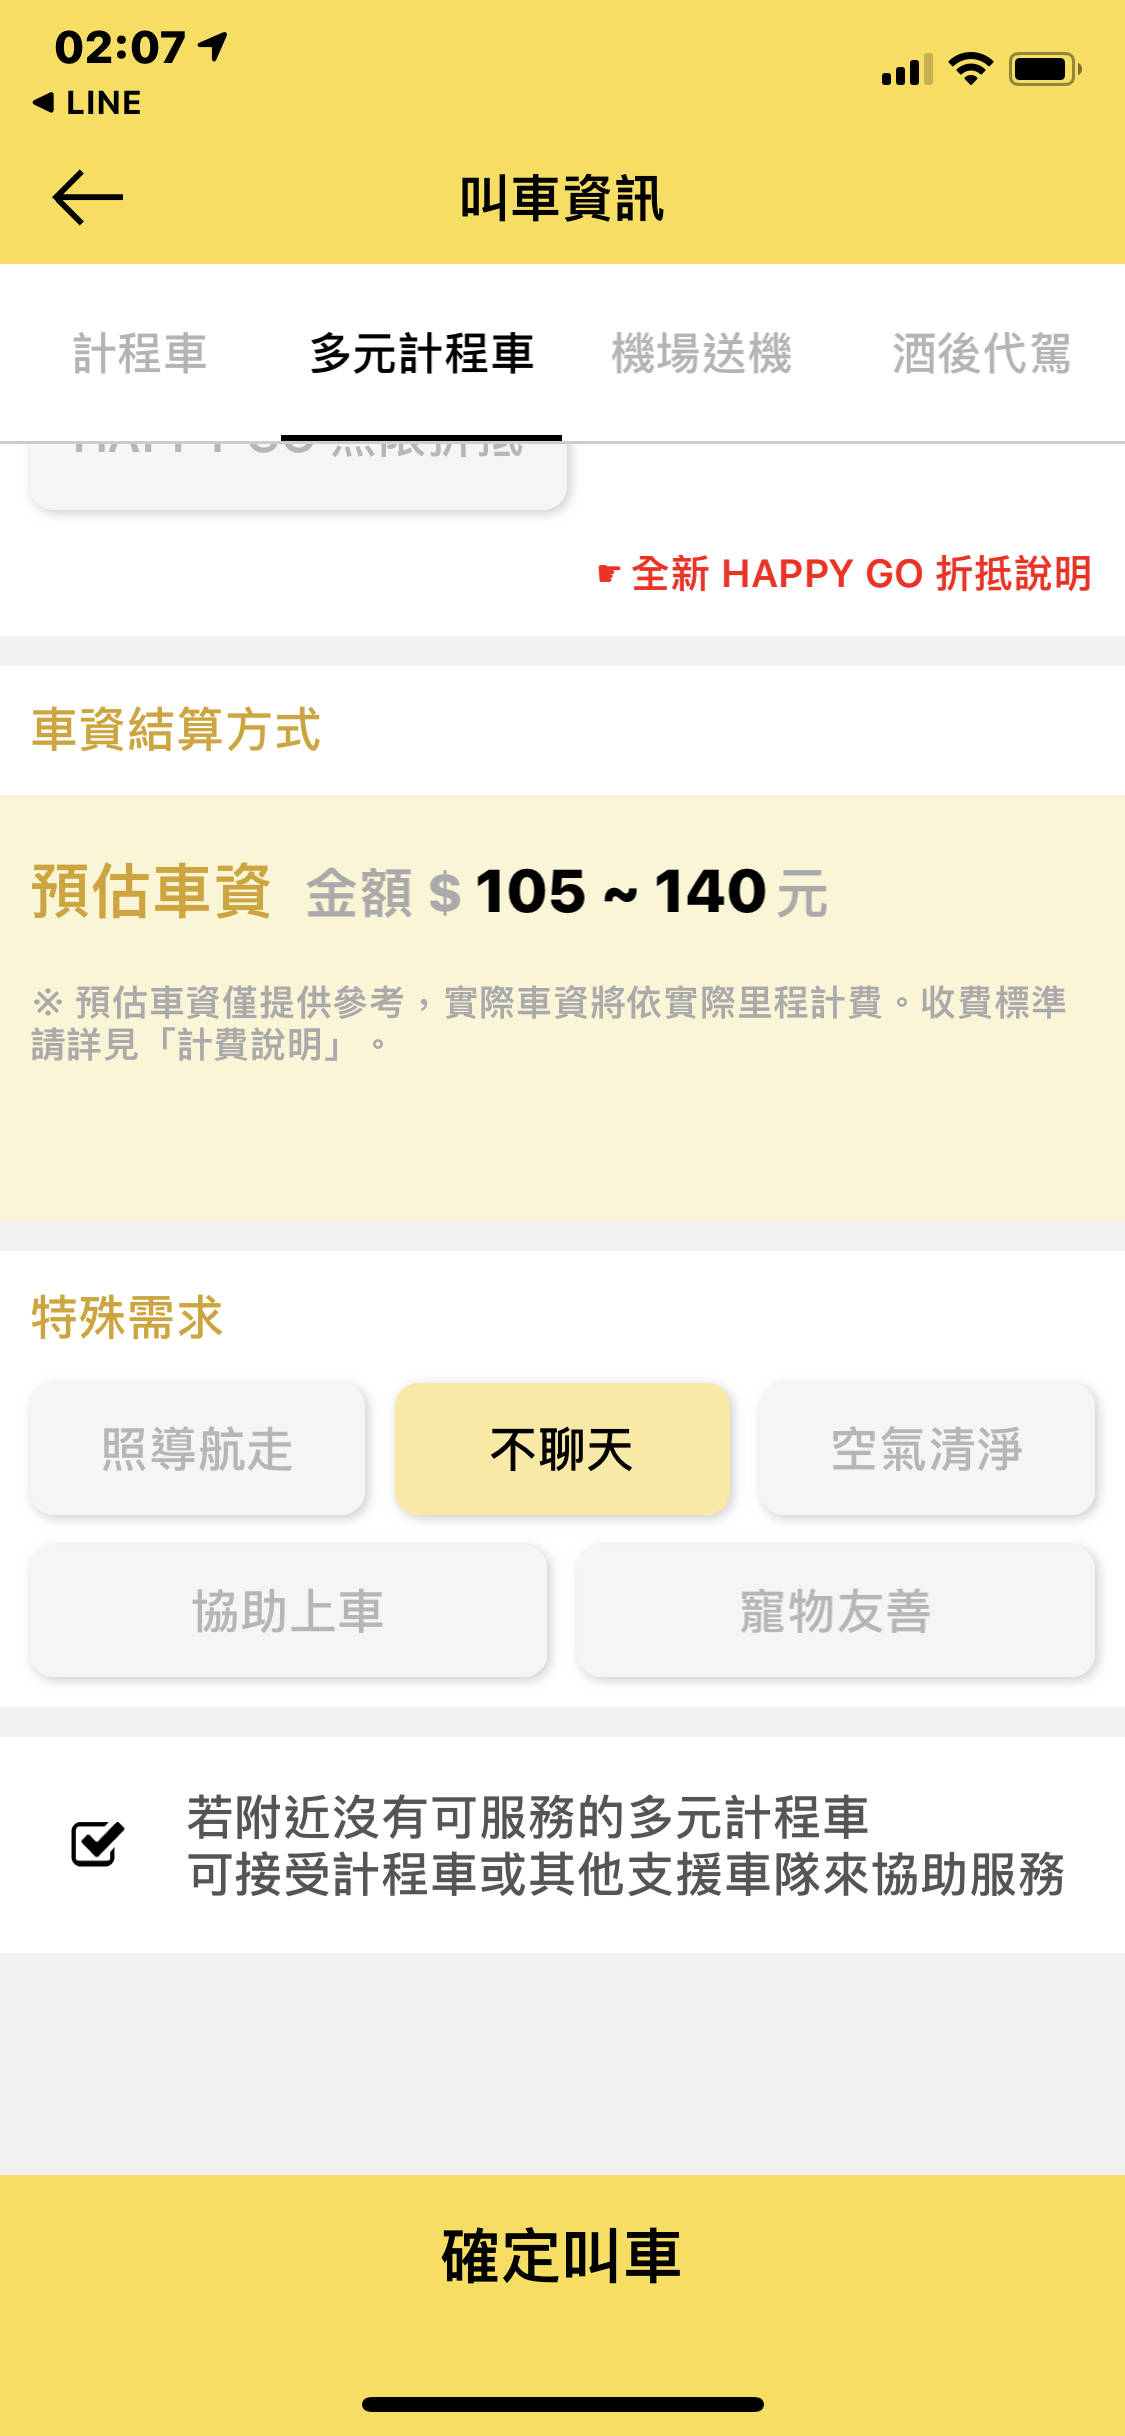 02:07
LINE
叫車資訊
計程車 多元計程車 機場送機 酒後代駕
HAPPY GO 無限折抵
☛ 全新 HAPPY GO 折抵說明
車資結算方式
預估車資 金額 $ 105 ~ 140 元
※ 預估車資僅提供參考，實際車資將依實際里程計費。收費標準
請詳見「計費說明」。
特殊需求
照導航走 不聊天 空氣清淨
協助上車 寵物友善
若附近沒有可服務的多元計程車
可接受計程車或其他支援車隊來協助服務
確定叫車